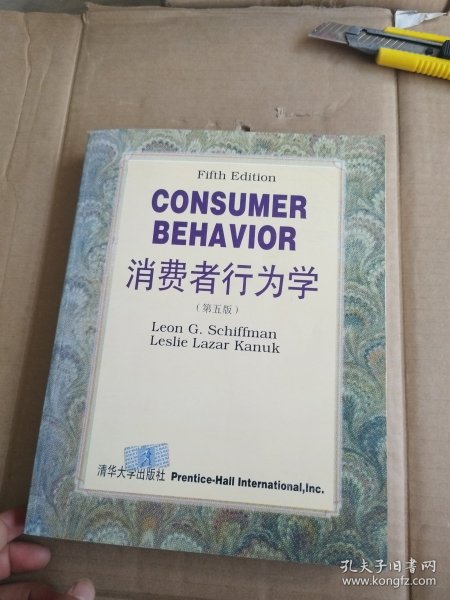 Fifth Edition
CONSUMER
BEHAVIOR
消费者行为学
(第五版)
Leon G. Schiffman
Leslie Lazar Kanuk
清华大学出版社 Prentice-Hall International,Inc.
孔夫子旧书网
www.kongfz.com